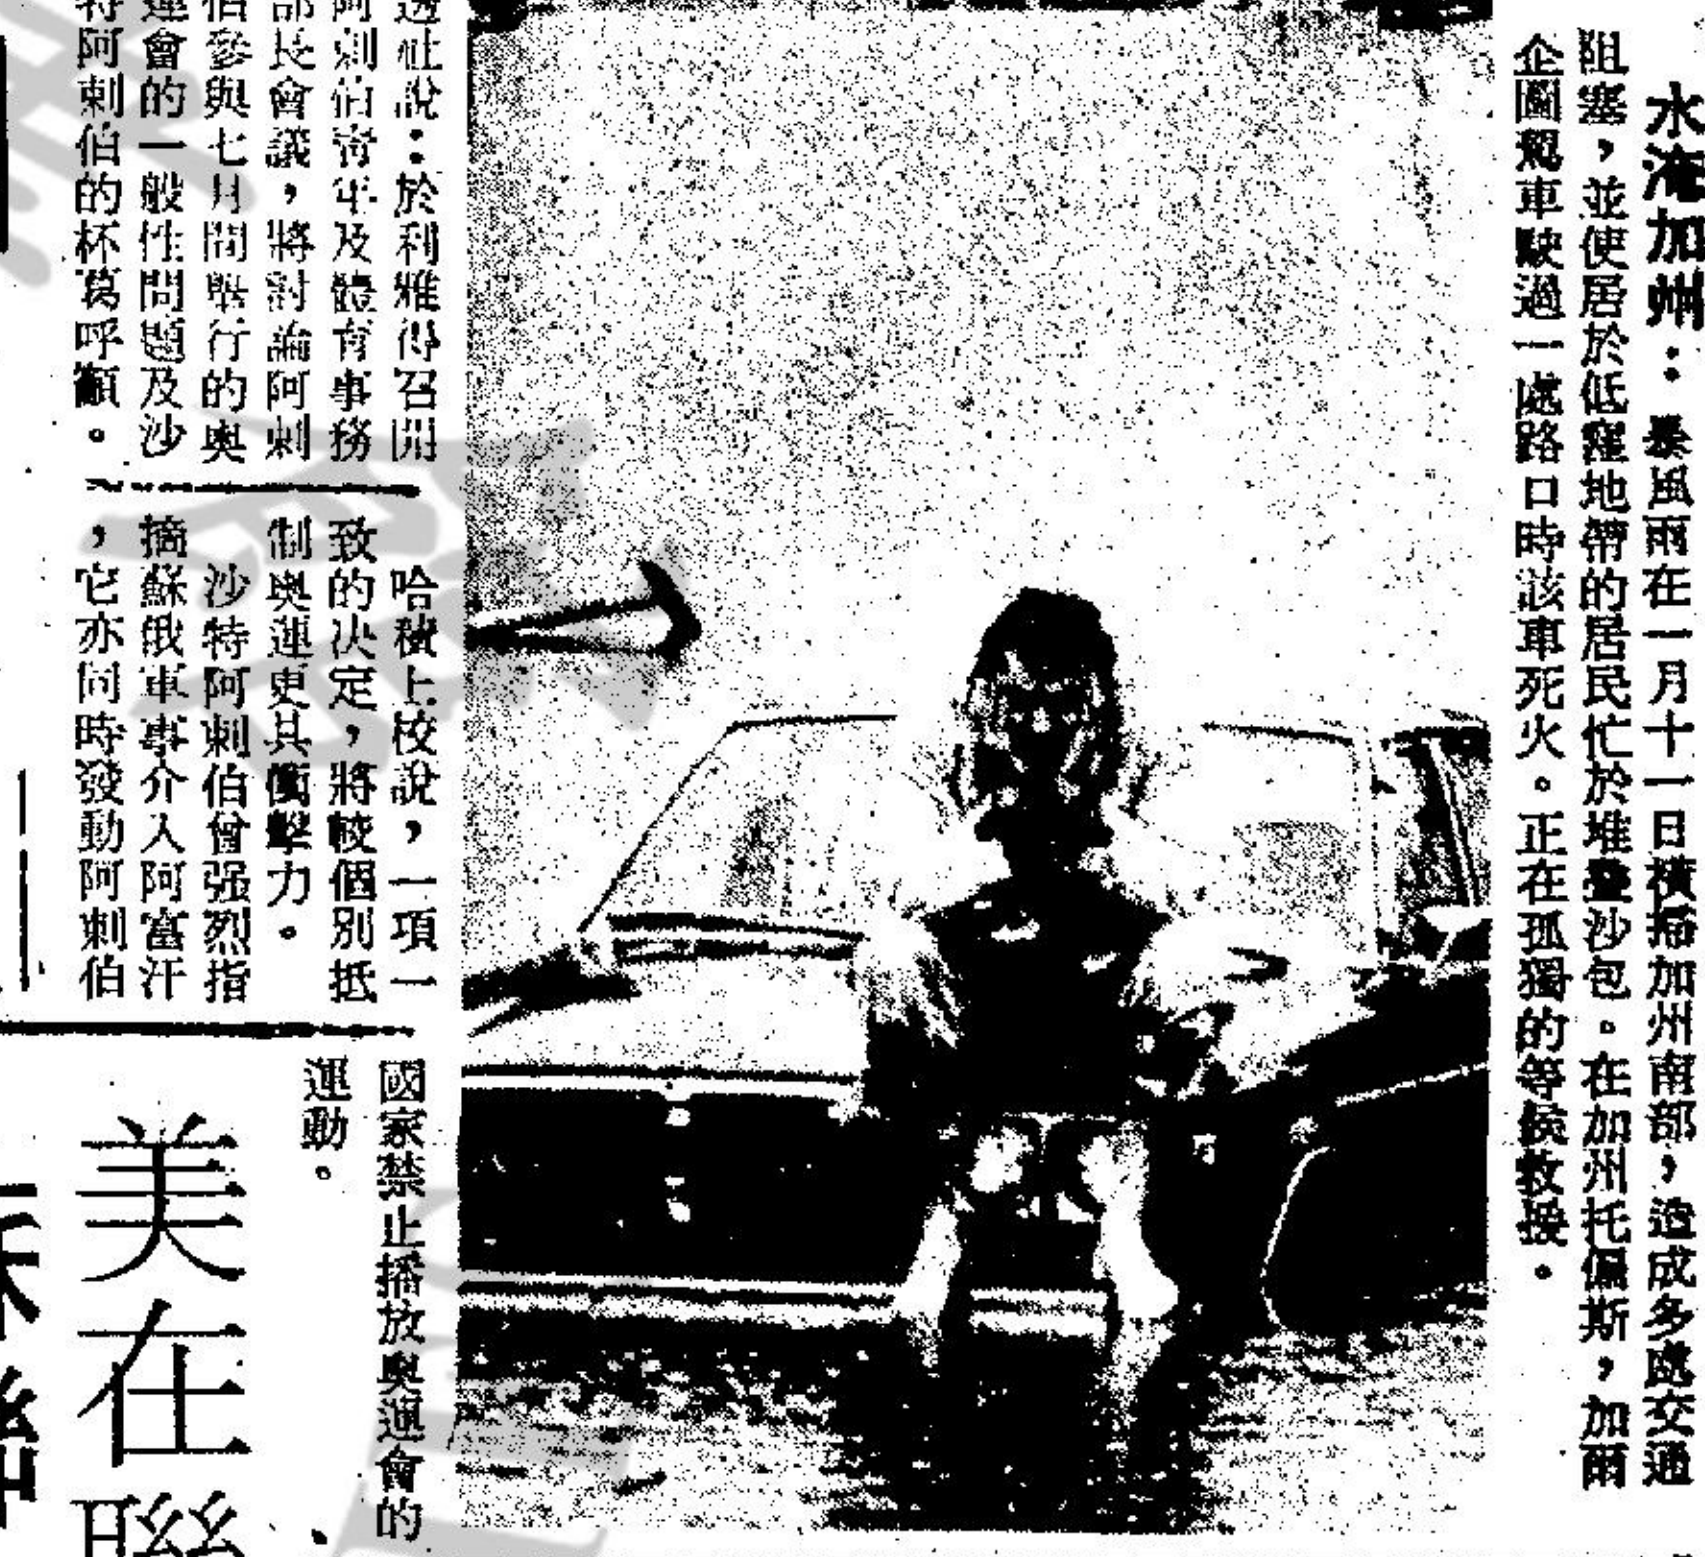 水淹加州：暴風雨在一月十一日橫掃加州南部，造成多處交通
阻塞，並使居於低窪地帶的居民忙於堆疊沙包。在加州托偏斯，加爾
企圖駕車駛過一處路口時該車死火。正在孤獨的等候救援。
透社說：於利雅得召開
阿剌伯青年及體育事務
部長會議，將討論阿剌
伯參與七月間舉行的奧
運會的一般性問題及沙
特阿剌伯的杯葛呼籲。
哈秘上校說，一項一
致的决定，將較個別抵
制奧運更具衝擊力。
沙特阿剌伯曾强烈指
摘蘇俄軍事介入阿富汗
，它亦同時發動阿剌伯
國家禁止播放奧運會的
運動。
美在聯